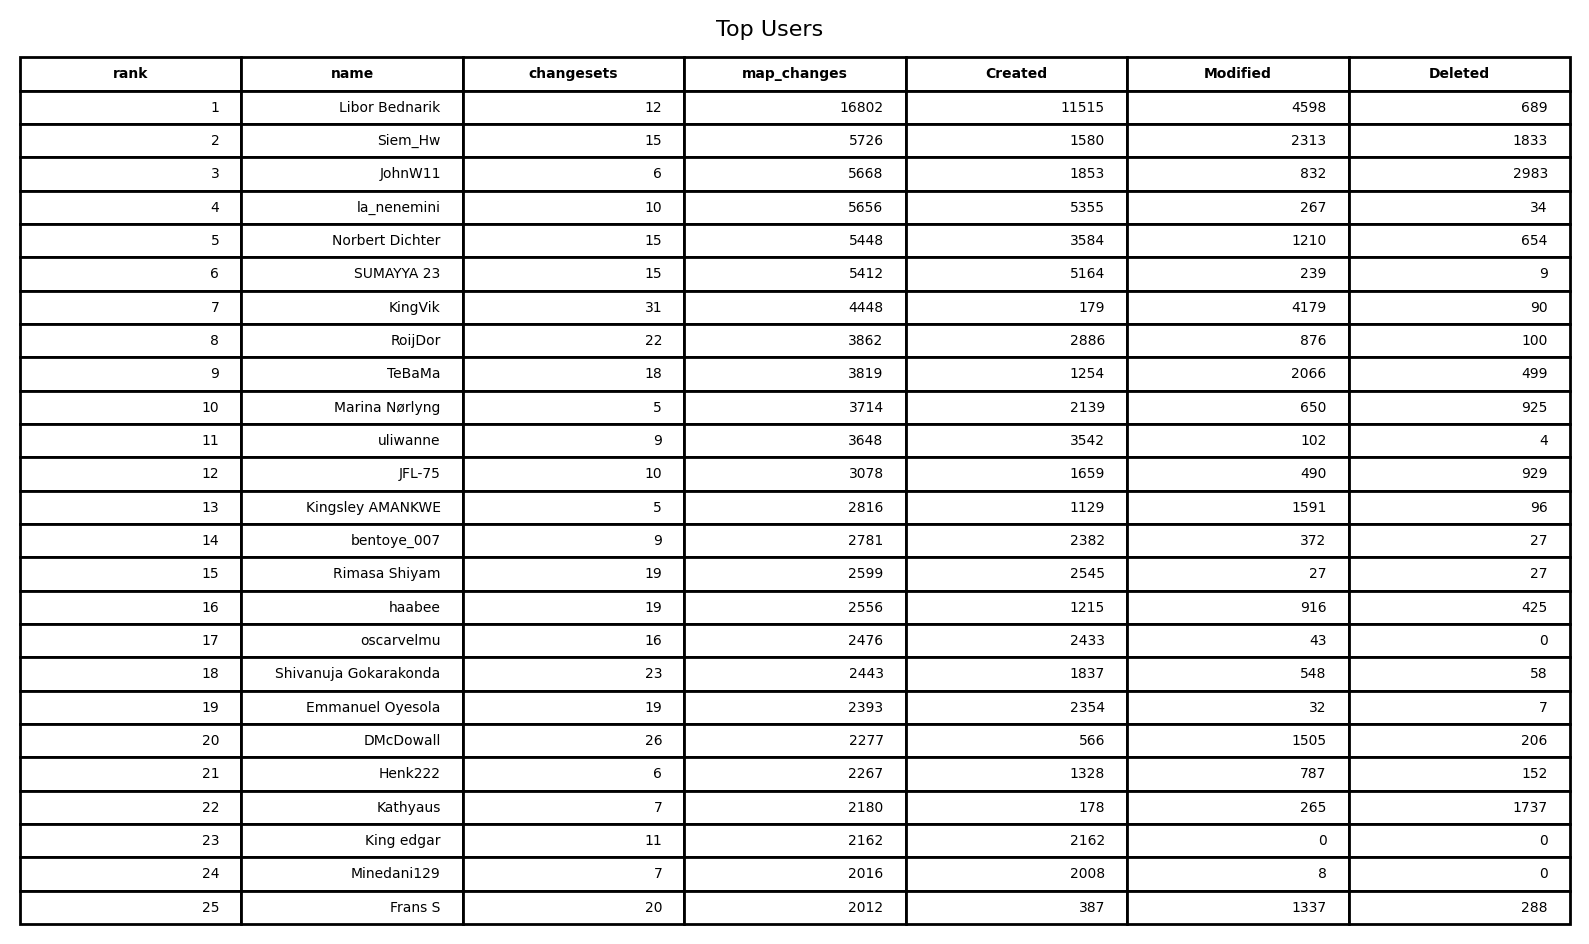 Top Users
rank name changesets map_changes Created Modified Deleted
1 Libor Bednarik 12 16802 11515 4598 689
2 Siem_Hw 15 5726 1580 2313 1833
3 JohnW11 6 5668 1853 832 2983
4 la_nenemini 10 5656 5355 267 34
5 Norbert Dichter 15 5448 3584 1210 654
6 SUMAYYA 23 15 5412 5164 239 9
7 KingVik 31 4448 179 4179 90
8 RoijDor 22 3862 2886 876 100
9 TeBaMa 18 3819 1254 2066 499
10 Marina Nørlyng 5 3714 2139 650 925
11 uliwanne 9 3648 3542 102 4
12 JFL-75 10 3078 1659 490 929
13 Kingsley AMANKWE 5 2816 1129 1591 96
14 bentoye_007 9 2781 2382 372 27
15 Rimasa Shiyam 19 2599 2545 27 27
16 haabee 19 2556 1215 916 425
17 oscarvelmu 16 2476 2433 43 0
18 Shivanuja Gokarakonda 23 2443 1837 548 58
19 Emmanuel Oyesola 19 2393 2354 32 7
20 DMcDowall 26 2277 566 1505 206
21 Henk222 6 2267 1328 787 152
22 Kathyaus 7 2180 178 265 1737
23 King edgar 11 2162 2162 0 0
24 Minedani129 7 2016 2008 8 0
25 Frans S 20 2012 387 1337 288